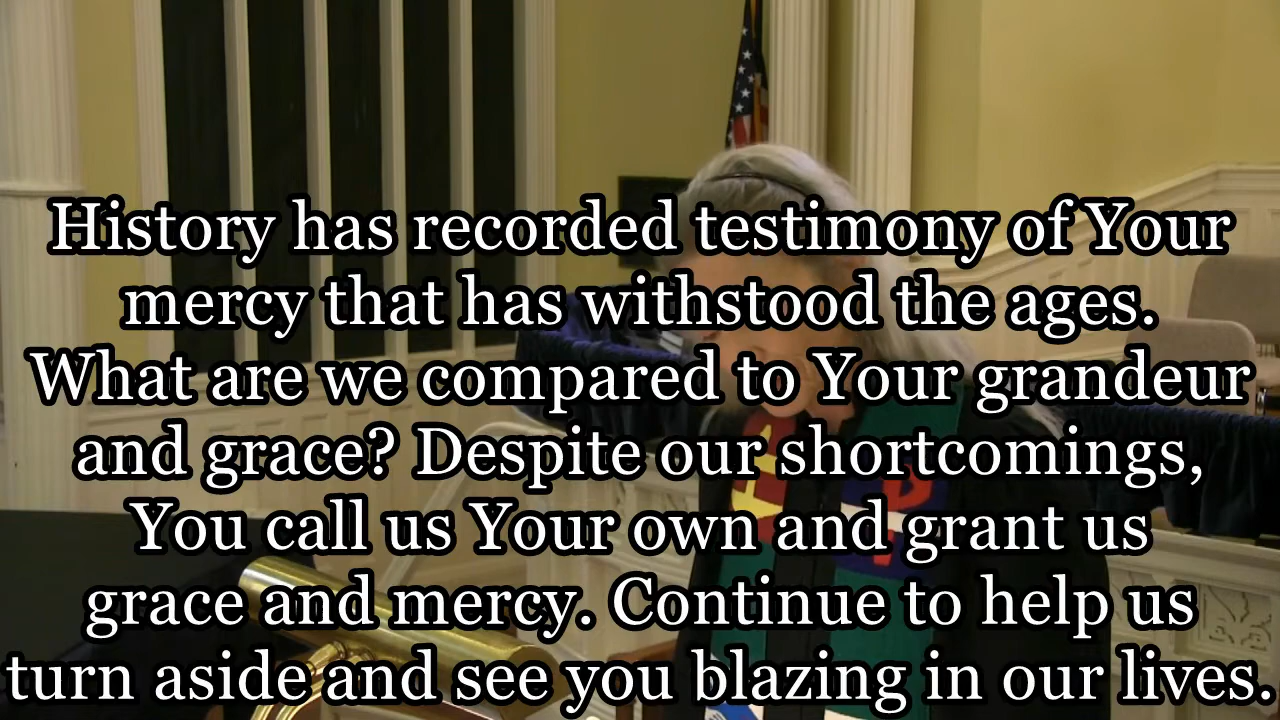 History has recorded testimony of Your
mercy that has withstood the ages.
What are we compared to Your grandeur
and grace? Despite our shortcomings,
You call us Your own and grant us
grace and mercy. Continue to help us
turn aside and see you blazing in our lives.